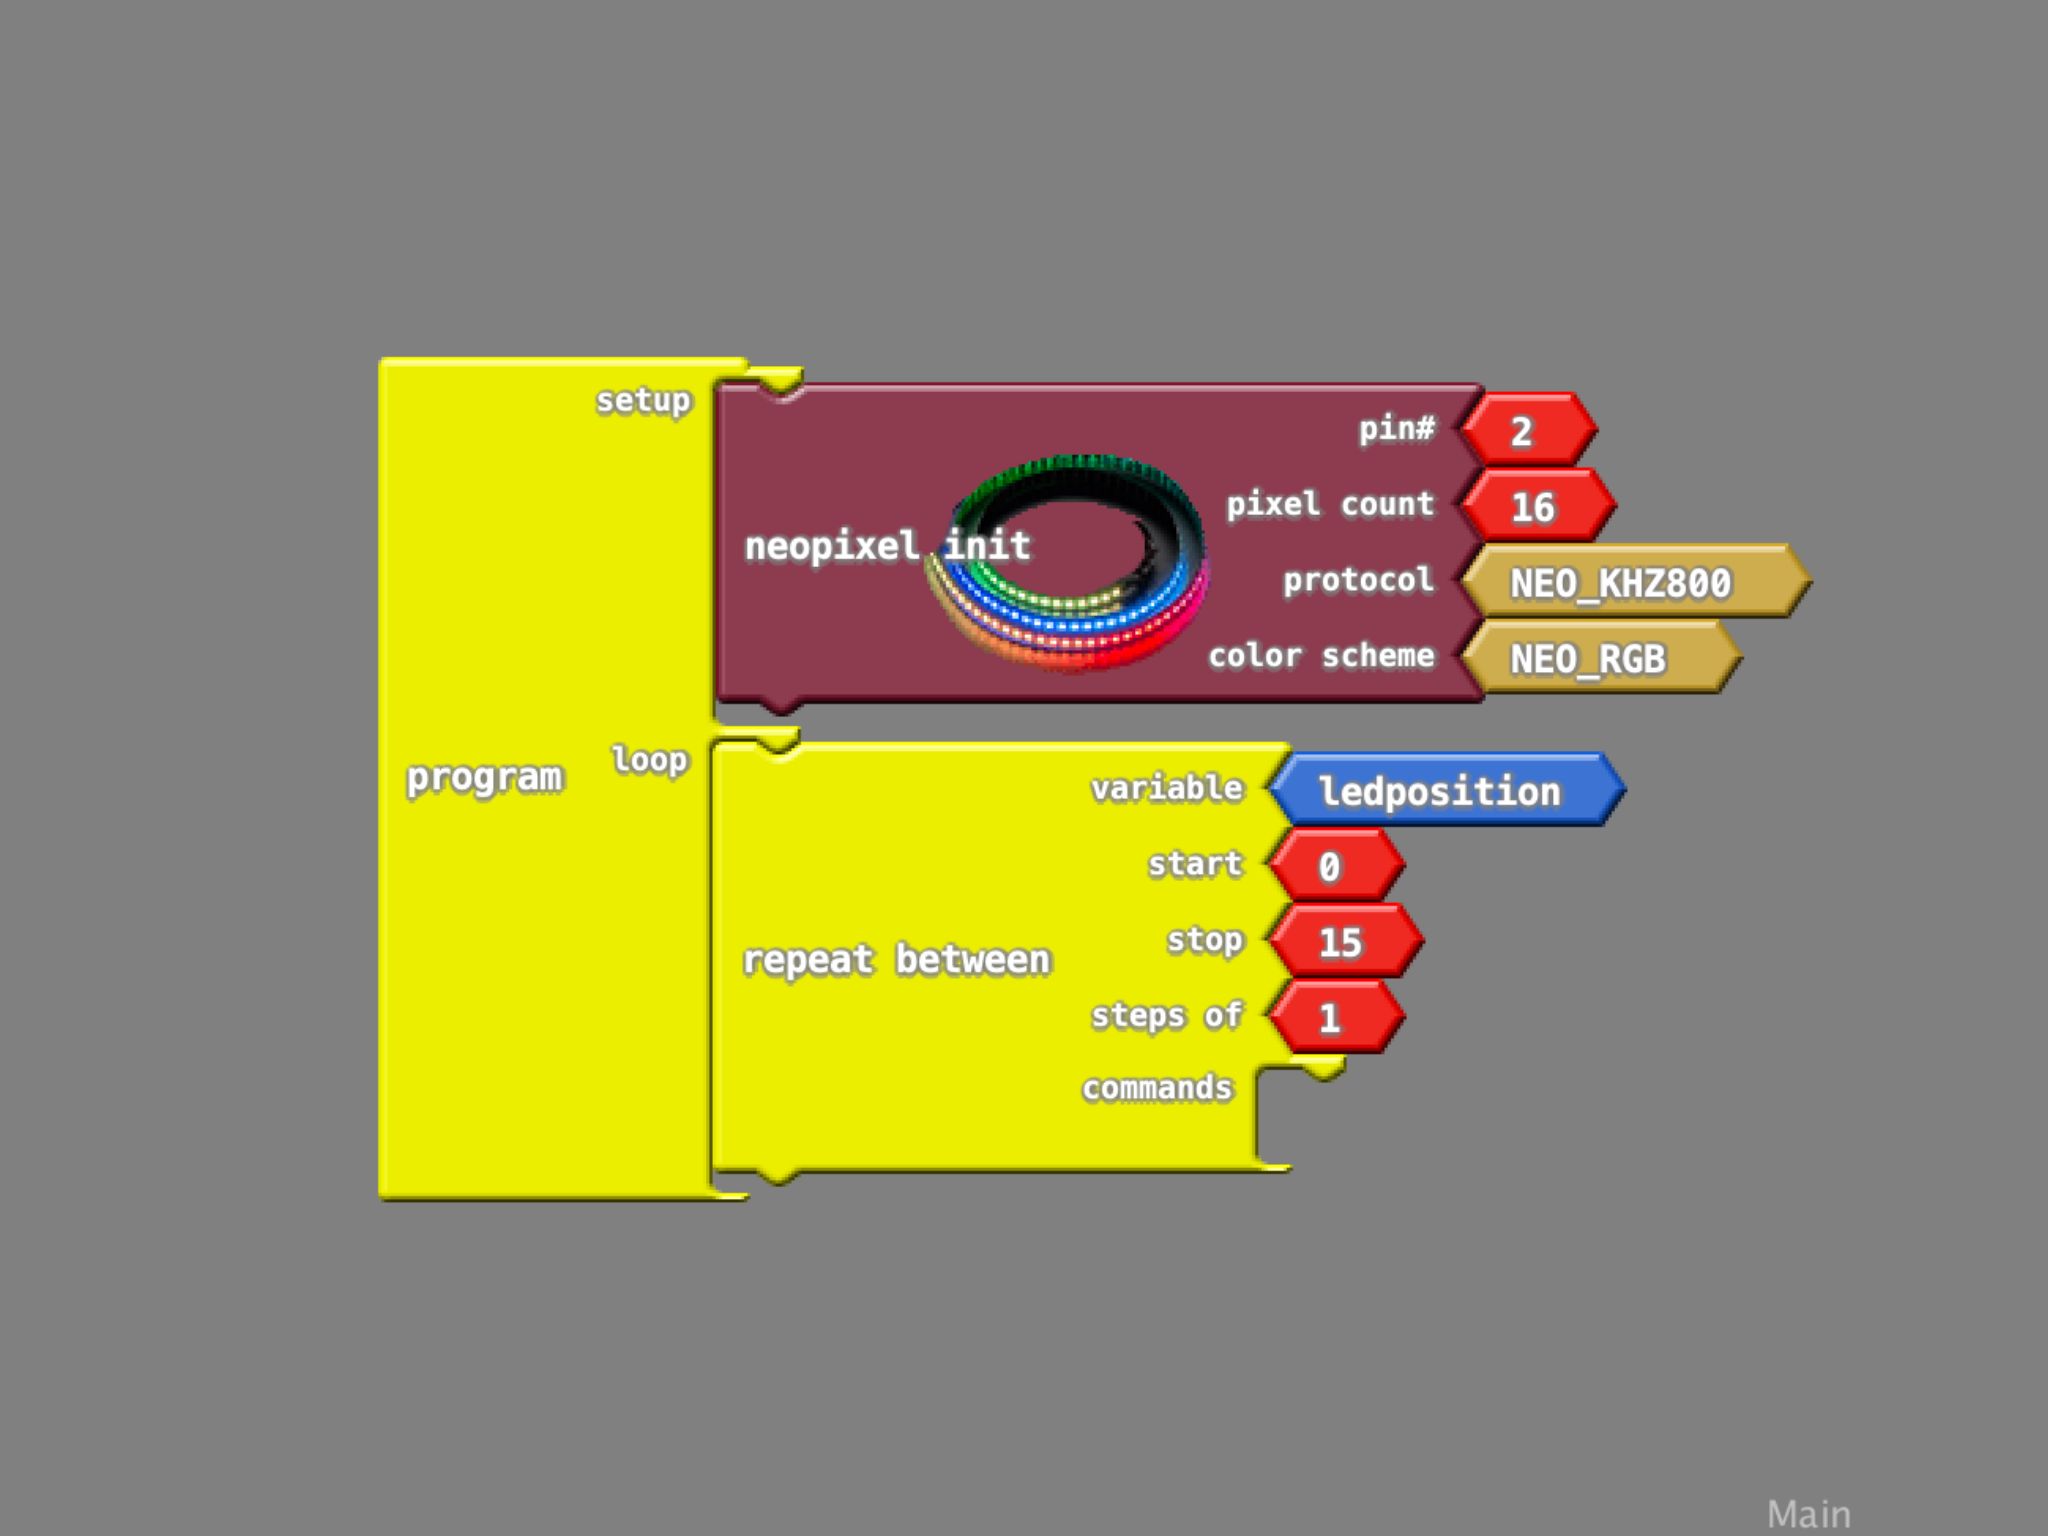 program
setup
neopixel init
pin# 2
pixel count 16
protocol NEO_KHZ800
color scheme NEO_RGB
loop
repeat between
variable ledposition
start 0
stop 15
steps of 1
commands
Main